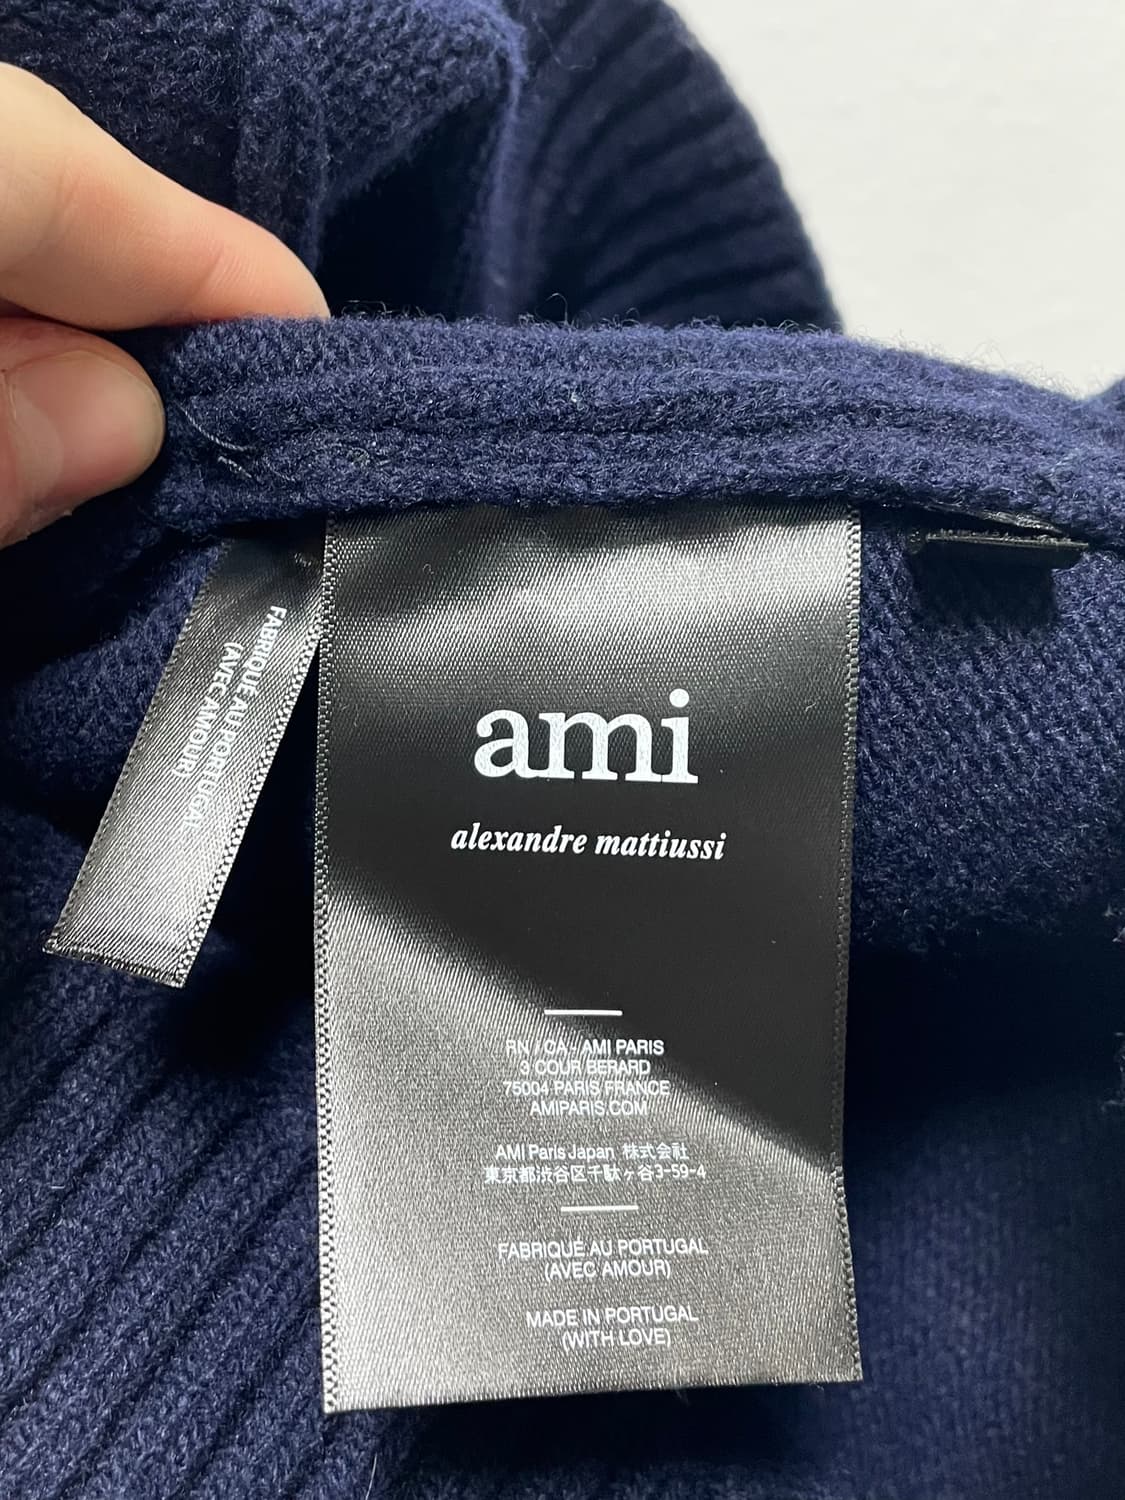 ami
alexandre mattiussi
RN / CA - AMI PARIS
3 COUR BERARD
75004 PARIS FRANCE
AMIPARIS.COM
AMI Paris Japan 株式会社
東京都渋谷区千駄ヶ谷3-59-4
FABRIQUÉ AU PORTUGAL
(AVEC AMOUR)
MADE IN PORTUGAL
(WITH LOVE)
FABRIQUE AU PORTUGAL
(AVEC AMOUR)